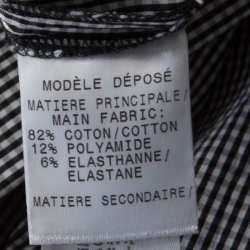 MODÈLE DÉPOSÉ
MATIERE PRINCIPALE/
MAIN FABRIC:
82% COTON/COTTON
12% POLYAMIDE
6% ELASTHANNE/
ELASTANE
MATIERE SECONDAIRE/